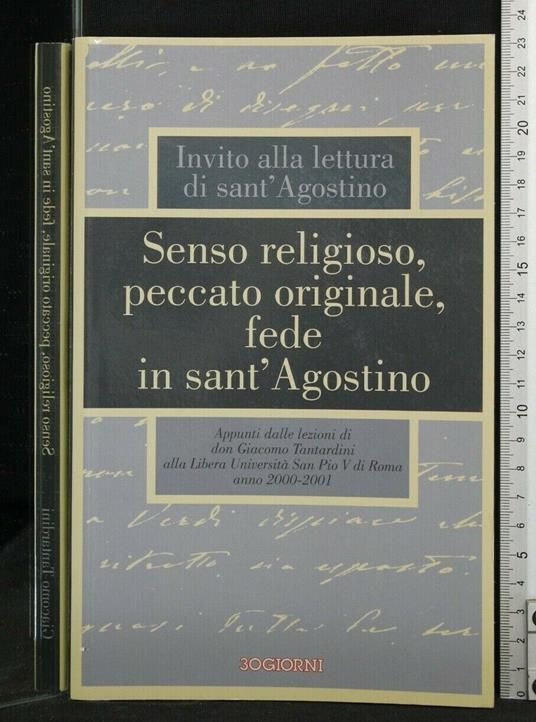 Invito alla lettura
di sant'Agostino
Senso religioso,
peccato originale,
fede
in sant'Agostino
Appunti dalle lezioni di
don Giacomo Tantardini
alla Libera Università San Pio V di Roma
anno 2000-2001
30GIORNI
Giacomo Tantardini
Senso religioso, peccato originale, fede in sant'Agostino